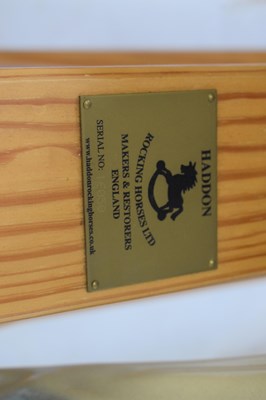 HADDON
ROCKING HORSES LTD
MAKERS & RESTORERS
ENGLAND
SERIAL NO:
www.haddonrockinghorses.co.uk